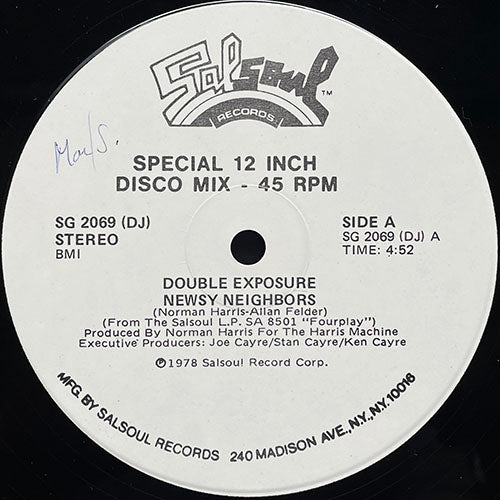 Salsoul
TM
RECORDS
SPECIAL 12 INCH
DISCO MIX - 45 RPM
SG 2069 (DJ)
STEREO
BMI
SIDE A
SG 2069 (DJ) A
TIME: 4:52
DOUBLE EXPOSURE
NEWSY NEIGHBORS
(Norman Harris-Allan Felder)
(From The Salsoul L.P. SA 8501 "Fourplay")
Produced By Norman Harris For The Harris Machine
Executive Producers: Joe Cayre/Stan Cayre/Ken Cayre
℗1978 Salsoul Record Corp.
MFG. BY SALSOUL RECORDS 240 MADISON AVE., N.Y., N.Y. 10016